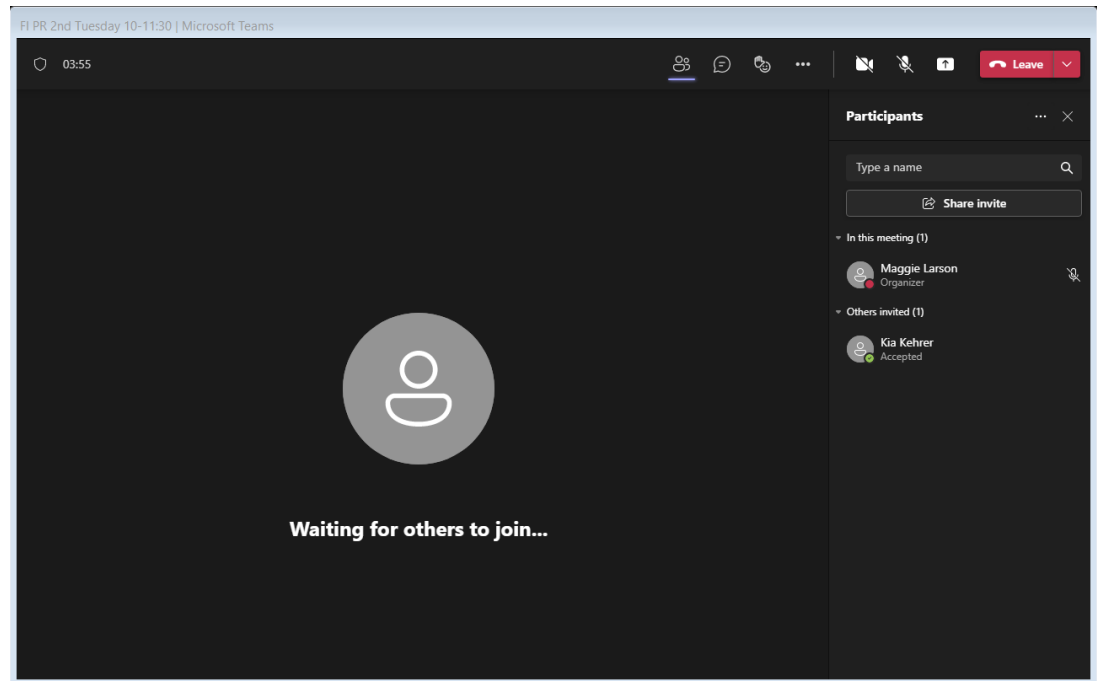 FI PR 2nd Tuesday 10-11:30 | Microsoft Teams
03:55
Leave
Participants
Type a name
Share invite
In this meeting (1)
Maggie Larson
Organizer
Others invited (1)
Kia Kehrer
Accepted
Waiting for others to join...